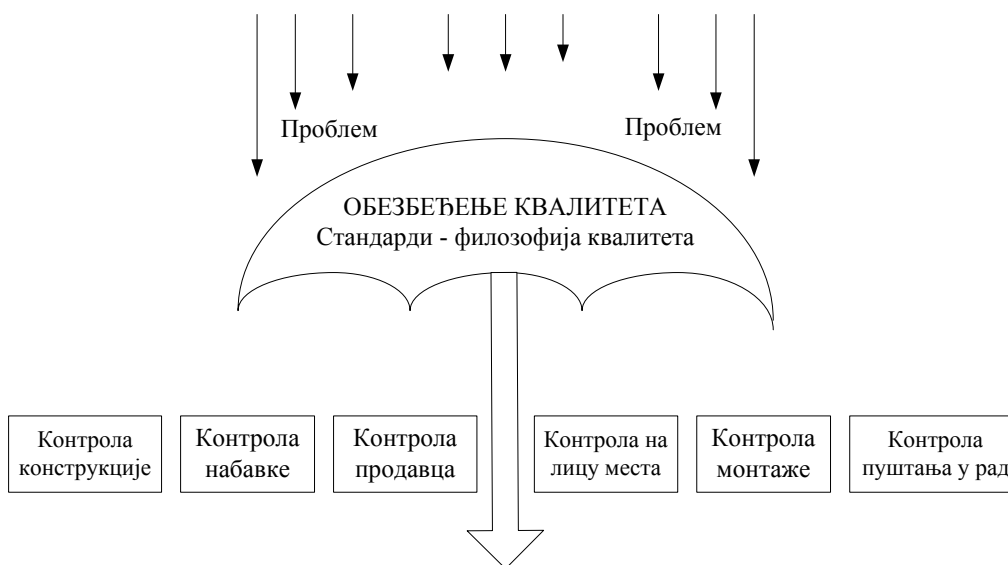 Проблем
Проблем
ОБЕЗБЕЂЕЊЕ КВАЛИТЕТА
Стандарди - филозофија квалитета
Контрола
конструкције
Контрола
набавке
Контрола
продавца
Контрола на
лицу места
Контрола
монтаже
Контрола
пуштања у рад